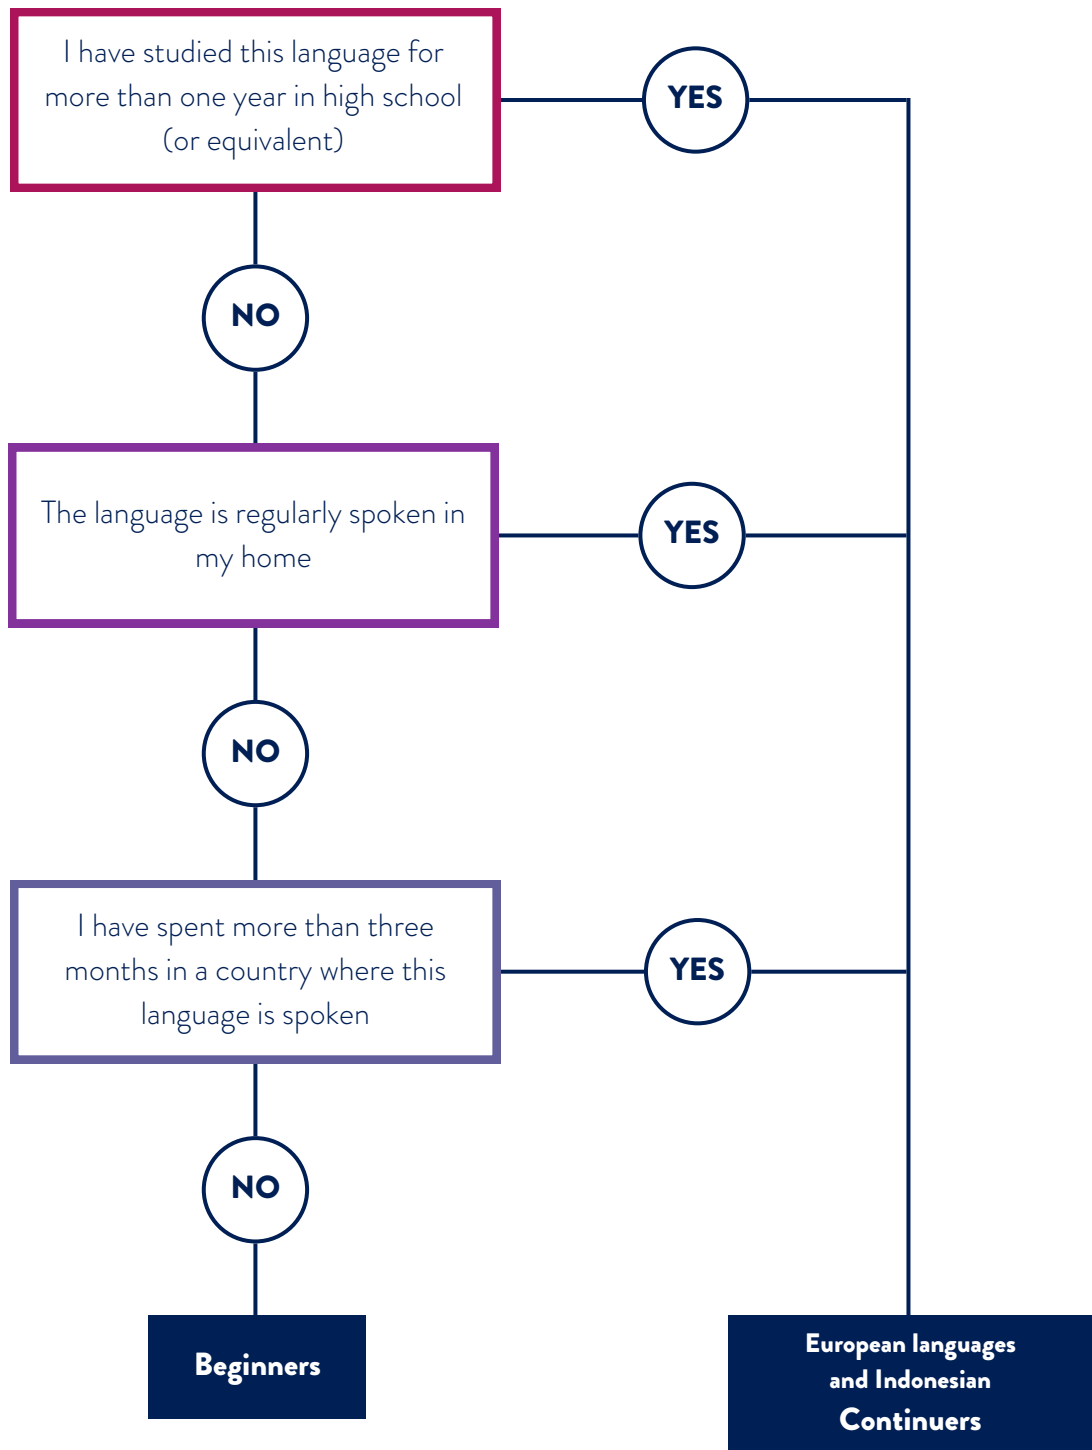 I have studied this language for
more than one year in high school
(or equivalent)
YES
NO
The language is regularly spoken in
my home
YES
NO
I have spent more than three
months in a country where this
language is spoken
YES
NO
Beginners
European languages
and Indonesian
Continuers